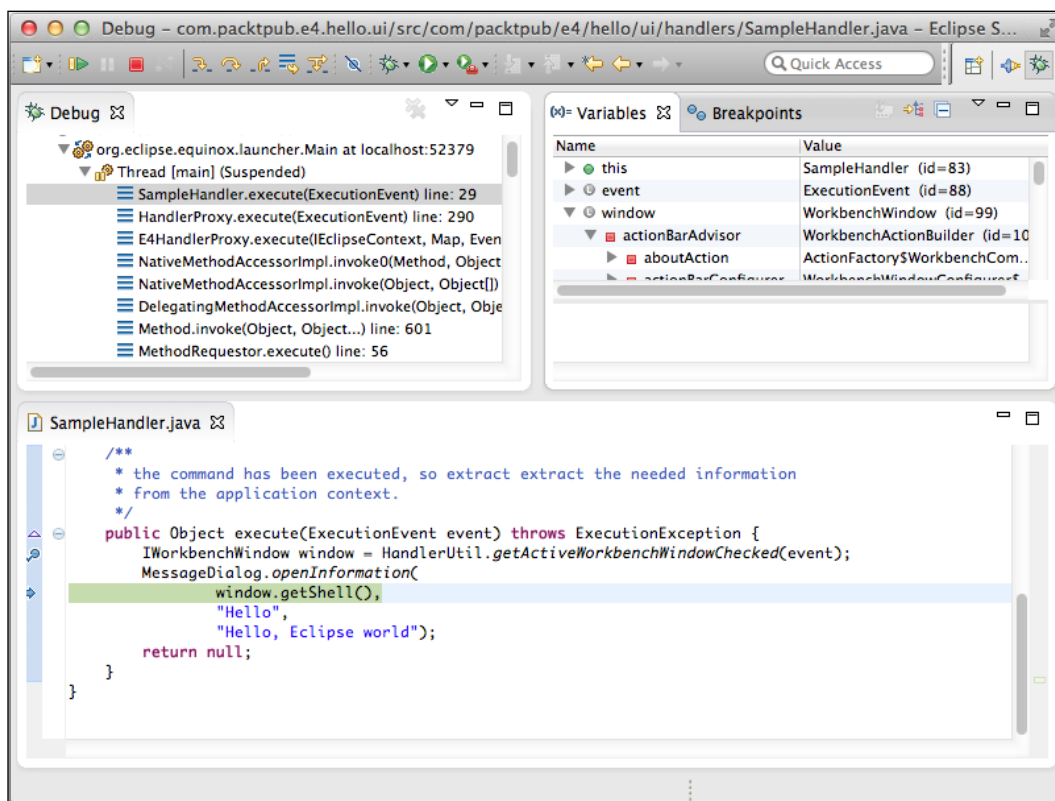 Debug – com.packtpub.e4.hello.ui/src/com/packtpub/e4/hello/ui/handlers/SampleHandler.java – Eclipse S...
Quick Access
Debug
org.eclipse.equinox.launcher.Main at localhost:52379
Thread [main] (Suspended)
SampleHandler.execute(ExecutionEvent) line: 29
HandlerProxy.execute(ExecutionEvent) line: 290
E4HandlerProxy.execute(IEclipseContext, Map, Even
NativeMethodAccessorImpl.invoke0(Method, Object
NativeMethodAccessorImpl.invoke(Object, Object[])
DelegatingMethodAccessorImpl.invoke(Object, Obje
Method.invoke(Object, Object...) line: 601
MethodRequestor.execute() line: 56
(x)= Variables
Breakpoints
Name Value
this SampleHandler (id=83)
event ExecutionEvent (id=88)
window WorkbenchWindow (id=99)
actionBarAdvisor WorkbenchActionBuilder (id=10
aboutAction ActionFactory$WorkbenchCom...
actionBarConfigurer WorkbenchWindowConfigurer$
SampleHandler.java
/**
* the command has been executed, so extract extract the needed information
* from the application context.
*/
public Object execute(ExecutionEvent event) throws ExecutionException {
IWorkbenchWindow window = HandlerUtil.getActiveWorkbenchWindowChecked(event);
MessageDialog.openInformation(
window.getShell(),
"Hello",
"Hello, Eclipse world");
return null;
}
}